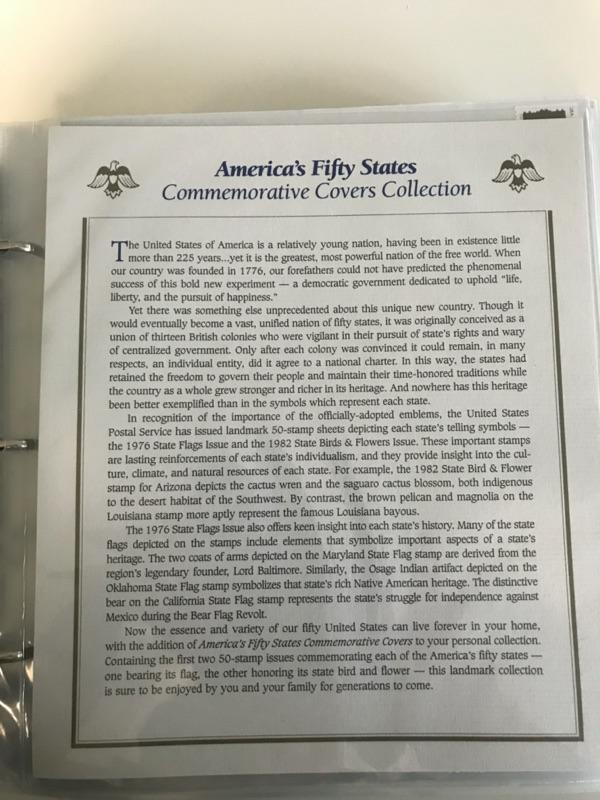 America's Fifty States
Commemorative Covers Collection
The United States of America is a relatively young nation, having been in existence little
more than 225 years...yet it is the greatest, most powerful nation of the free world. When
our country was founded in 1776, our forefathers could not have predicted the phenomenal
success of this bold new experiment — a democratic government dedicated to uphold "life,
liberty, and the pursuit of happiness."
Yet there was something else unprecedented about this unique new country. Though it
would eventually become a vast, unified nation of fifty states, it was originally conceived as a
union of thirteen British colonies who were vigilant in their pursuit of state's rights and wary
of centralized government. Only after each colony was convinced it could remain, in many
respects, an individual entity, did it agree to a national charter. In this way, the states had
retained the freedom to govern their people and maintain their time-honored traditions while
the country as a whole grew stronger and richer in its heritage. And nowhere has this heritage
been better exemplified than in the symbols which represent each state.
In recognition of the importance of the officially-adopted emblems, the United States
Postal Service has issued landmark 50-stamp sheets depicting each state's telling symbols —
the 1976 State Flags Issue and the 1982 State Birds & Flowers Issue. These important stamps
are lasting reinforcements of each state's individualism, and they provide insight into the cul-
ture, climate, and natural resources of each state. For example, the 1982 State Bird & Flower
stamp for Arizona depicts the cactus wren and the saguaro cactus blossom, both indigenous
to the desert habitat of the Southwest. By contrast, the brown pelican and magnolia on the
Louisiana stamp more aptly represent the famous Louisiana bayous.
The 1976 State Flags Issue also offers keen insight into each state's history. Many of the state
flags depicted on the stamps include elements that symbolize important aspects of a state's
heritage. The two coats of arms depicted on the Maryland State Flag stamp are derived from the
region's legendary founder, Lord Baltimore. Similarly, the Osage Indian artifact depicted on the
Oklahoma State Flag stamp symbolizes that state's rich Native American heritage. The distinctive
bear on the California State Flag stamp represents the state's struggle for independence against
Mexico during the Bear Flag Revolt.
Now the essence and variety of our fifty United States can live forever in your home,
with the addition of America's Fifty States Commemorative Covers to your personal collection.
Containing the first two 50-stamp issues commemorating each of the America's fifty states —
one bearing its flag, the other honoring its state bird and flower — this landmark collection
is sure to be enjoyed by you and your family for generations to come.